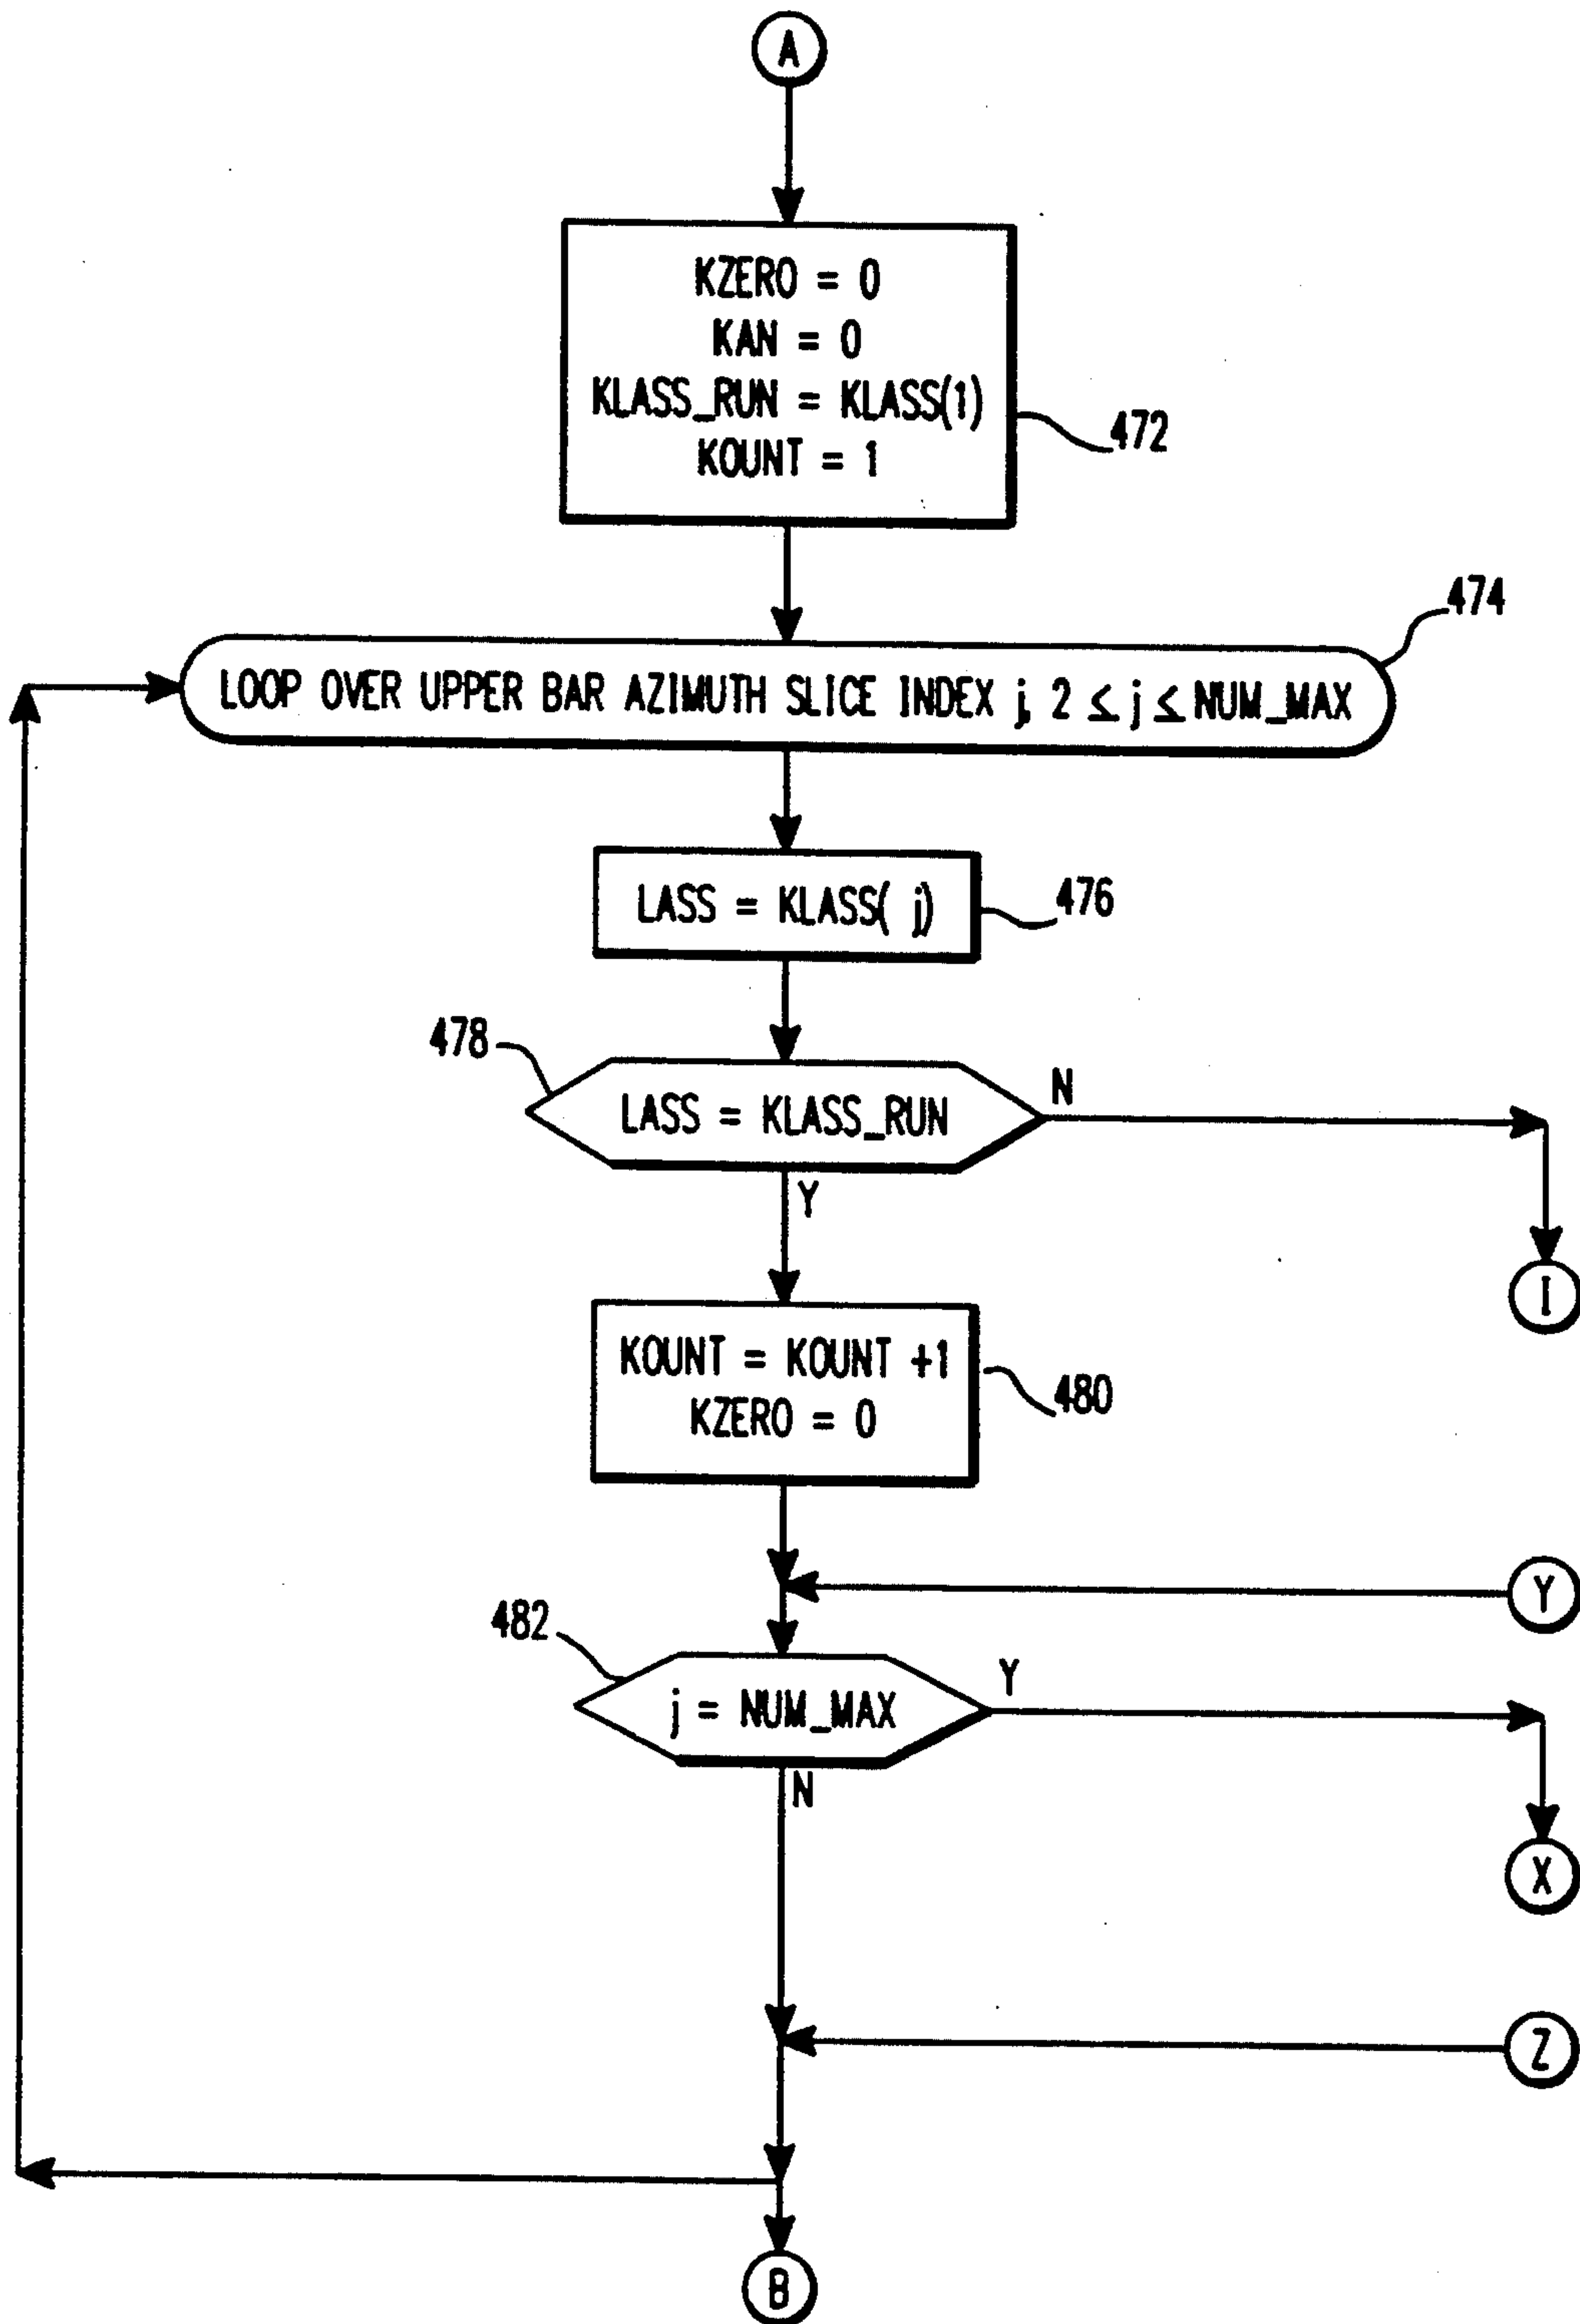 A
KZERO = 0
KAN = 0
KLASS_RUN = KLASS(1)
KOUNT = 1
472
474
LOOP OVER UPPER BAR AZIMUTH SLICE INDEX j, 2 ≤ j ≤ NUM_MAX
LASS = KLASS( j)
476
478
LASS = KLASS_RUN
N
Y
I
KOUNT = KOUNT +1
KZERO = 0
480
Y
482
j = NUM_MAX
Y
N
X
Z
B